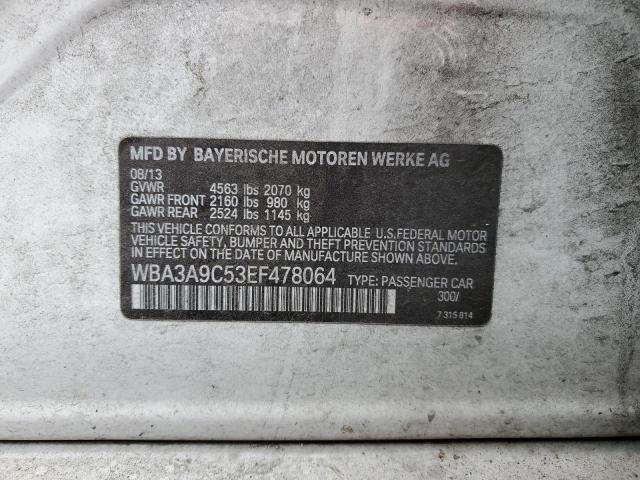 MFD BY BAYERISCHE MOTOREN WERKE AG
08/13
GVWR 4563 lbs 2070 kg
GAWR FRONT 2160 lbs 980 kg
GAWR REAR 2524 lbs 1145 kg
THIS VEHICLE CONFORMS TO ALL APPLICABLE U.S.FEDERAL MOTOR
VEHICLE SAFETY, BUMPER AND THEFT PREVENTION STANDARDS
IN EFFECT ON THE DATE OF MANUFACTURE SHOWN ABOVE.
WBA3A9C53EF478064 TYPE: PASSENGER CAR
300/
7 315 814